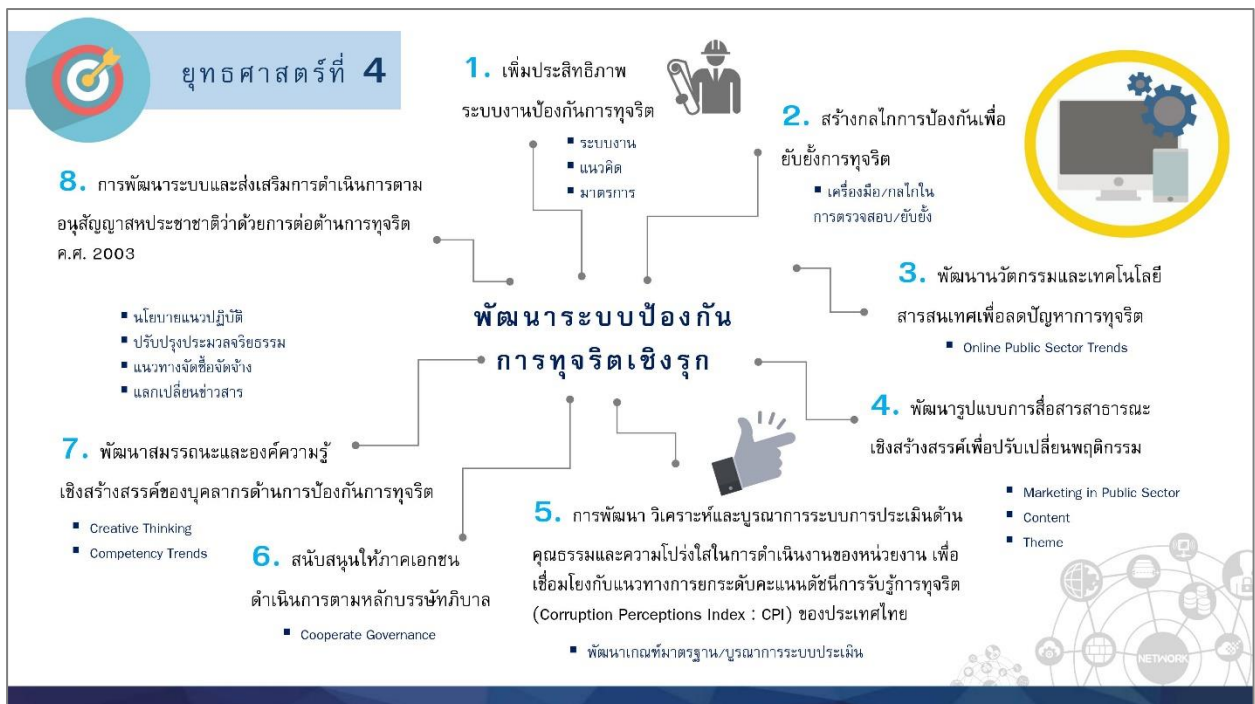 ยุทธศาสตร์ที่ 4
1. เพิ่มประสิทธิภาพ
ระบบงานป้องกันการทุจริต
▪ ระบบงาน
▪ แนวคิด
▪ มาตรการ
2. สร้างกลไกการป้องกันเพื่อ
ยับยั้งการทุจริต
▪ เครื่องมือ/กลไกใน
การตรวจสอบ/ยับยั้ง
3. พัฒนานวัตกรรมและเทคโนโลยี
สารสนเทศเพื่อลดปัญหาการทุจริต
▪ Online Public Sector Trends
4. พัฒนารูปแบบการสื่อสารสาธารณะ
เชิงสร้างสรรค์เพื่อปรับเปลี่ยนพฤติกรรม
▪ Marketing in Public Sector
▪ Content
▪ Theme
5. การพัฒนา วิเคราะห์และบูรณาการระบบการประเมินด้าน
คุณธรรมและความโปร่งใสในการดำเนินงานของหน่วยงาน เพื่อ
เชื่อมโยงกับแนวทางการยกระดับคะแนนดัชนีการรับรู้การทุจริต
(Corruption Perceptions Index : CPI) ของประเทศไทย
▪ พัฒนาเกณฑ์มาตรฐาน/บูรณาการระบบประเมิน
6. สนับสนุนให้ภาคเอกชน
ดำเนินการตามหลักบรรษัทภิบาล
▪ Cooperate Governance
7. พัฒนาสมรรถนะและองค์ความรู้
เชิงสร้างสรรค์ของบุคลากรด้านการป้องกันการทุจริต
▪ Creative Thinking
▪ Competency Trends
8. การพัฒนาระบบและส่งเสริมการดำเนินการตาม
อนุสัญญาสหประชาชาติว่าด้วยการต่อต้านการทุจริต
ค.ศ. 2003
▪ นโยบายแนวปฏิบัติ
▪ ปรับปรุงประมวลจริยธรรม
▪ แนวทางจัดซื้อจัดจ้าง
▪ แลกเปลี่ยนข่าวสาร
พัฒนาระบบป้องกัน
การทุจริตเชิงรุก
NETWORK